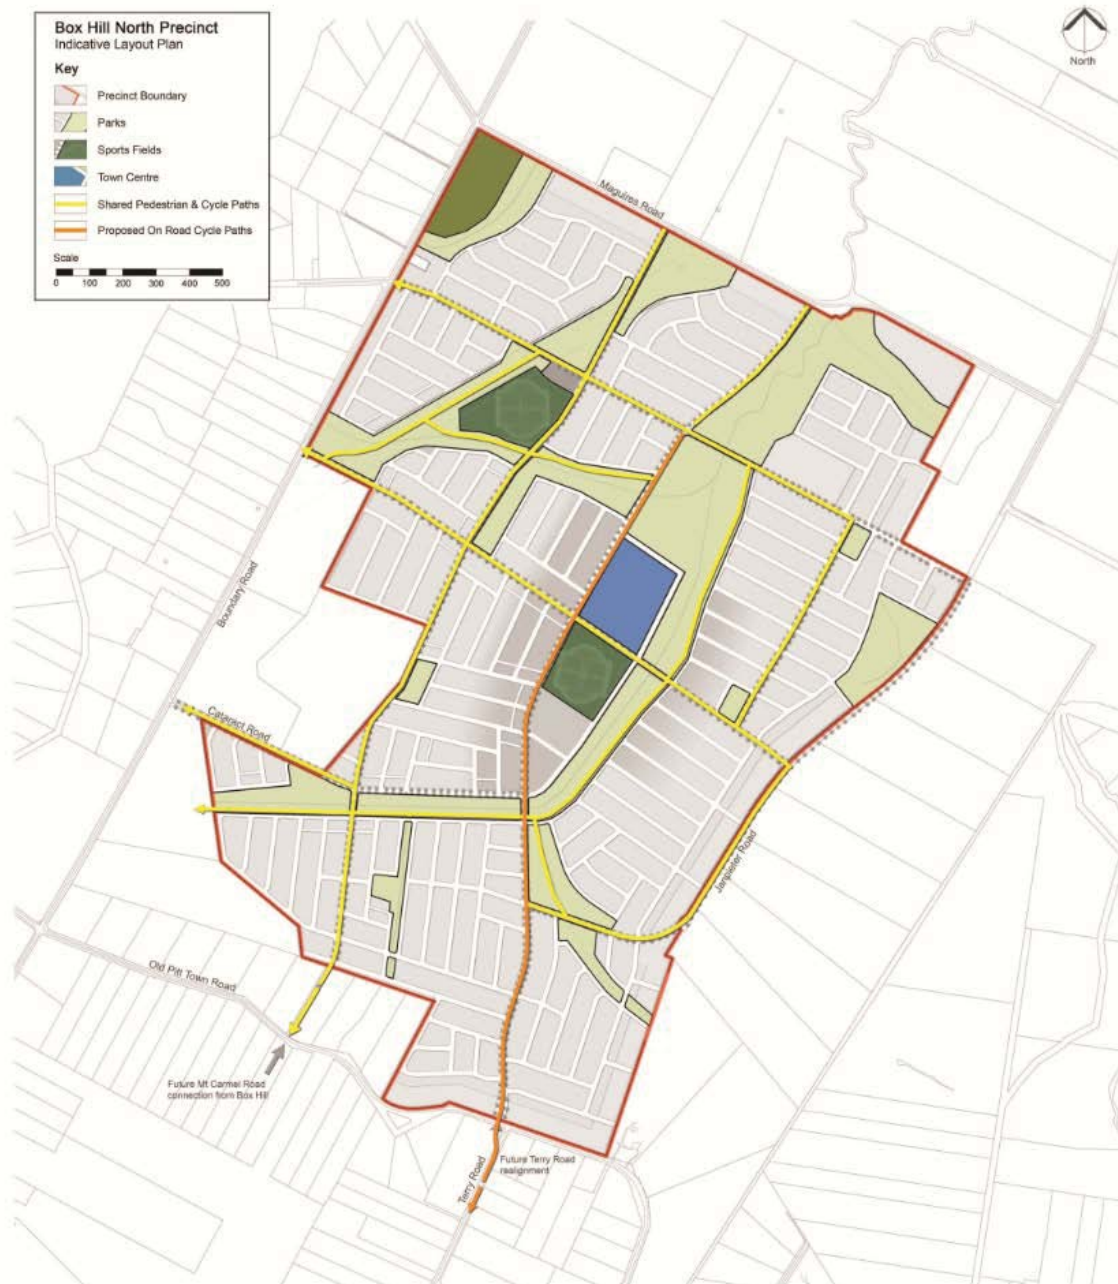 Box Hill North Precinct
Indicative Layout Plan
Key
Precinct Boundary
Parks
Sports Fields
Town Centre
Shared Pedestrian & Cycle Paths
Proposed On Road Cycle Paths
Scale
0 100 200 300 400 500
North
Maguires Road
Boundary Road
Cataract Road
Janpieter Road
Old Pitt Town Road
Future Mt Carmel Road
connection from Box Hill
Terry Road
Future Terry Road
realignment